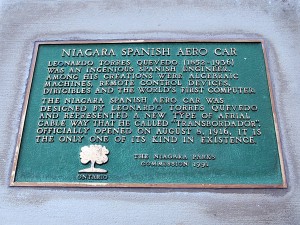 NIAGARA SPANISH AERO CAR
LEONARDO TORRES QUEVEDO (1852-1936)
WAS AN INGENIOUS SPANISH ENGINEER.
AMONG HIS CREATIONS WERE ALGEBRAIC
MACHINES, REMOTE CONTROL DEVICES,
DIRIGIBLES AND THE WORLD'S FIRST COMPUTER.
THE NIAGARA SPANISH AERO CAR WAS
DESIGNED BY LEONARDO TORRES QUEVEDO
AND REPRESENTED A NEW TYPE OF AERIAL
CABLE WAY THAT HE CALLED "TRANSBORDADOR".
OFFICIALLY OPENED ON AUGUST 8, 1916, IT IS
THE ONLY ONE OF ITS KIND IN EXISTENCE.
THE NIAGARA PARKS
COMMISSION 1991
ONTARIO